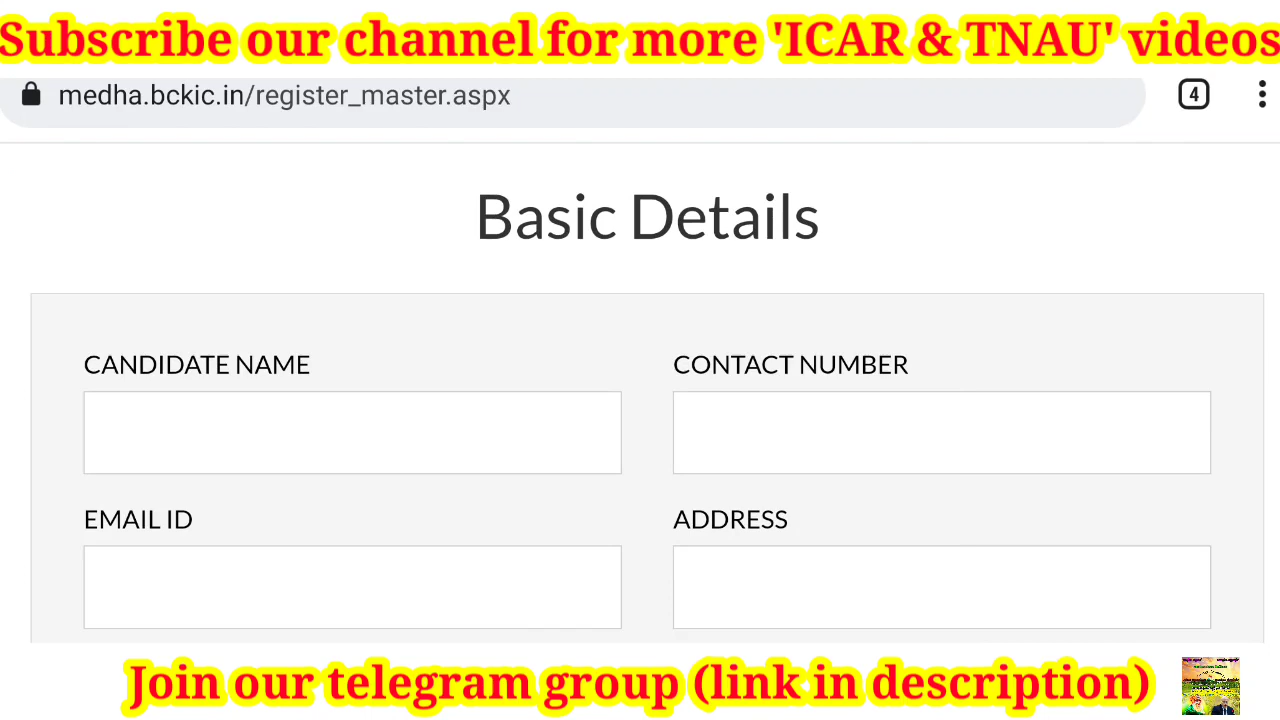 Subscribe our channel for more 'ICAR & TNAU' videos
medha.bckic.in/register_master.aspx
4
Basic Details
CANDIDATE NAME
CONTACT NUMBER
EMAIL ID
ADDRESS
Join our telegram group (link in description)